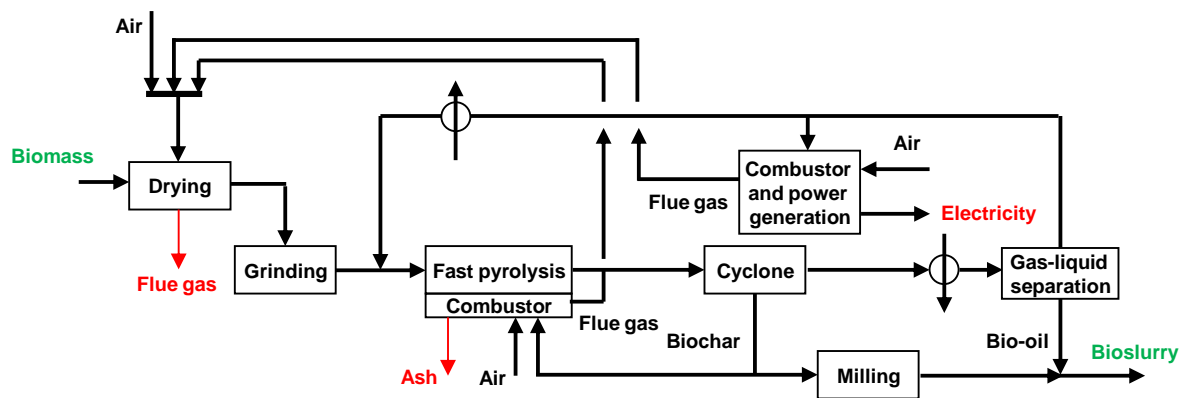 Air
Biomass
Drying
Flue gas
Grinding
Fast pyrolysis
Combustor
Flue gas
Ash
Air
Cyclone
Biochar
Milling
Combustor
and power
generation
Flue gas
Air
Electricity
Gas-liquid
separation
Bio-oil
Bioslurry